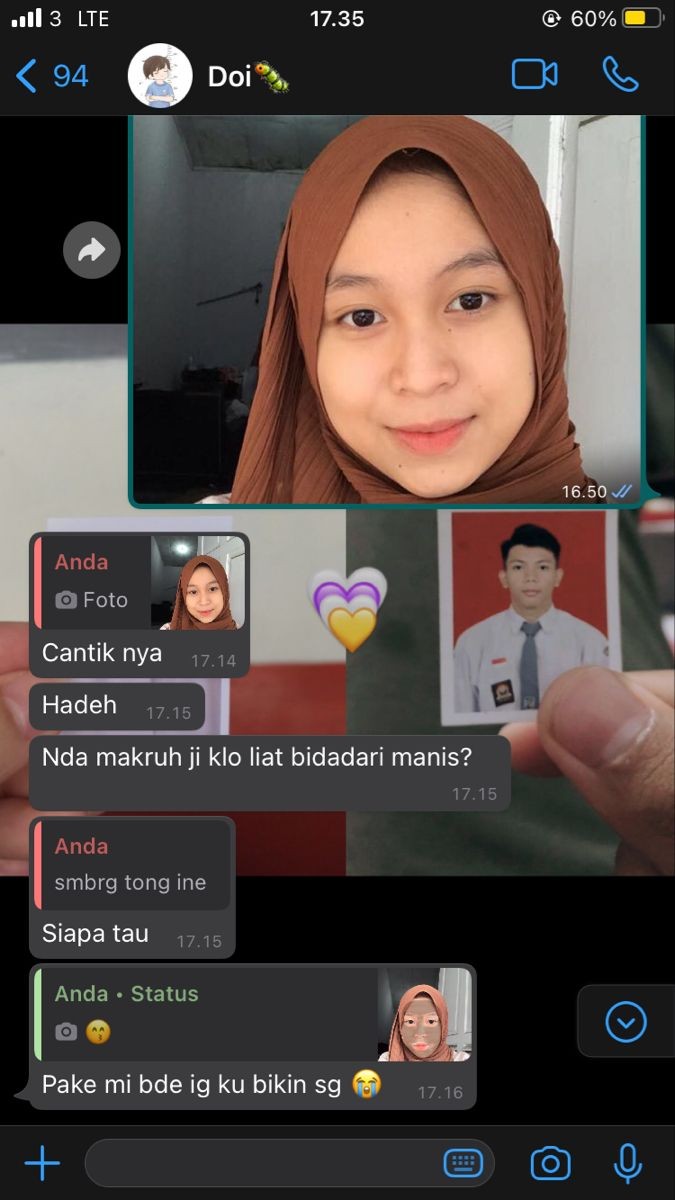 3 LTE
17.35
60%
94
Doi🐛
16.50
Anda
Foto
Cantik nya
17.14
Hadeh
17.15
Nda makruh ji klo liat bidadari manis?
17.15
Anda
smbrg tong ine
Siapa tau
17.15
Anda • Status
😙
Pake mi bde ig ku bikin sg 😭
17.16